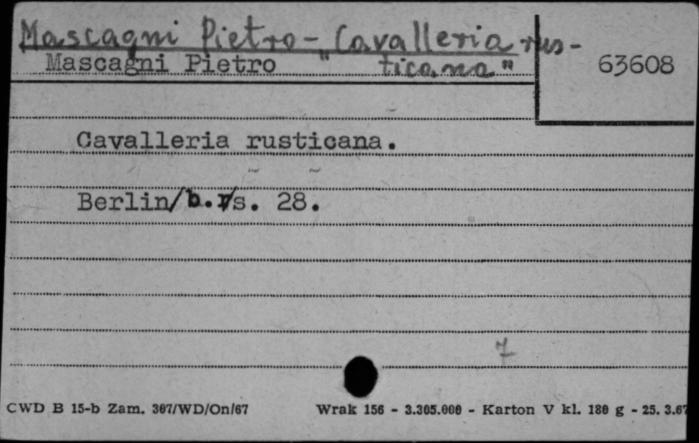 Mascagni Pietro - "Cavalleria rus-
ticana"
Mascagni Pietro
63608
Cavalleria rusticana.
Berlin/b.r/s. 28.
7
CWD B 15-b Zam. 307/WD/On/67 Wrak 156 - 3.305.000 - Karton V kl. 180 g - 25. 3.67